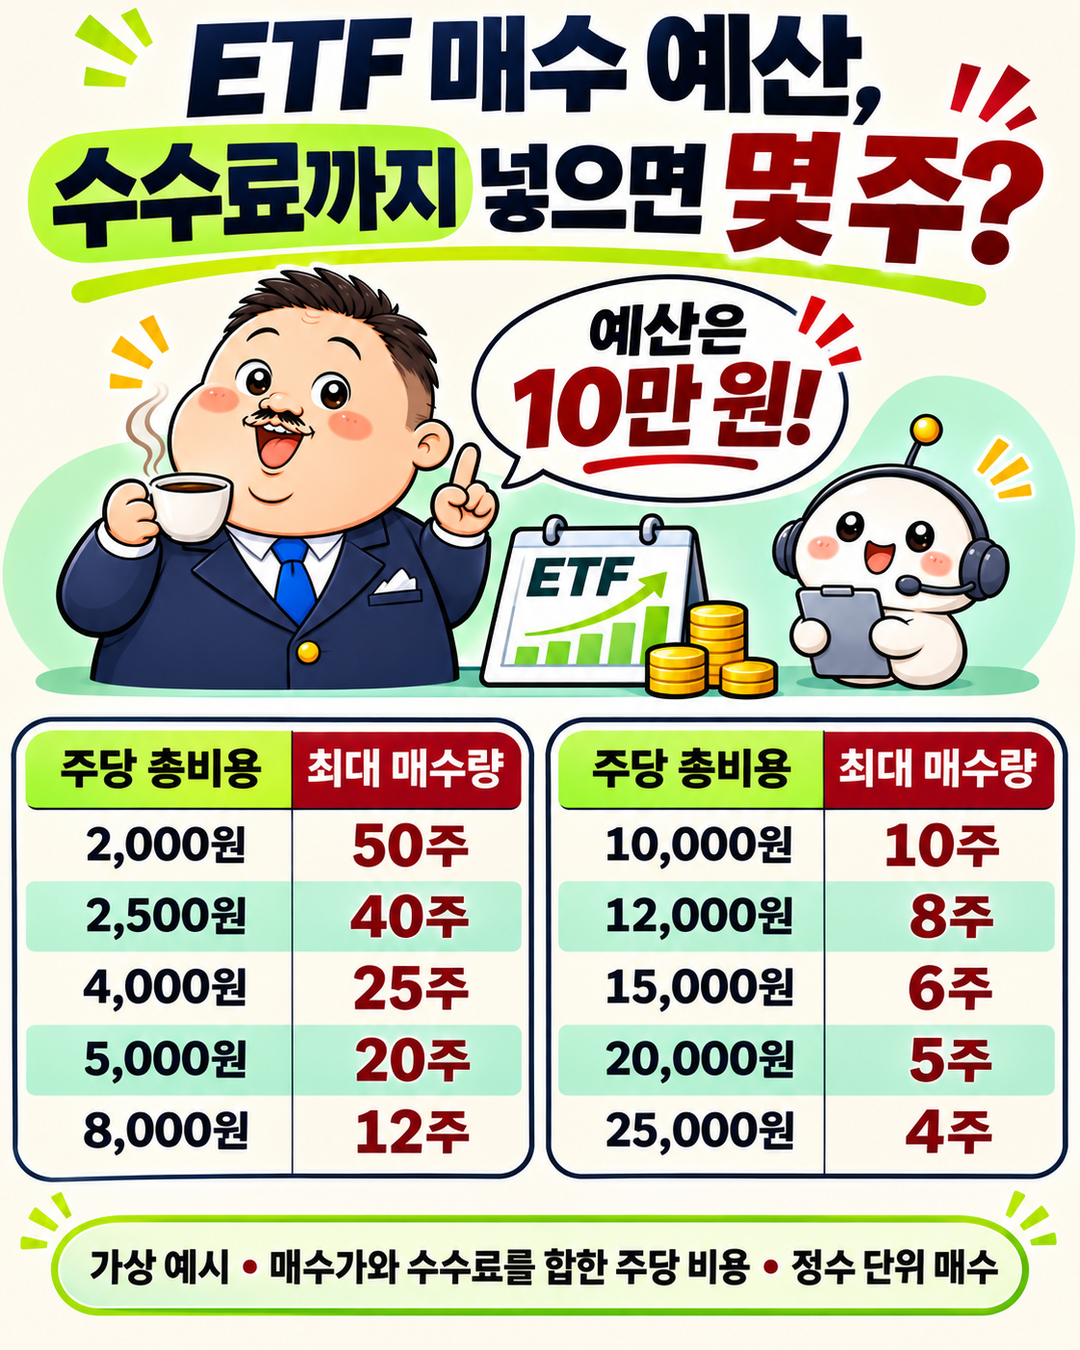 ETF 매수 예산,
수수료까지 넣으면 몇 주?
예산은
10만 원!
ETF
주당 총비용 최대 매수량
2,000원 50주
2,500원 40주
4,000원 25주
5,000원 20주
8,000원 12주
주당 총비용 최대 매수량
10,000원 10주
12,000원 8주
15,000원 6주
20,000원 5주
25,000원 4주
가상 예시 • 매수가와 수수료를 합한 주당 비용 • 정수 단위 매수